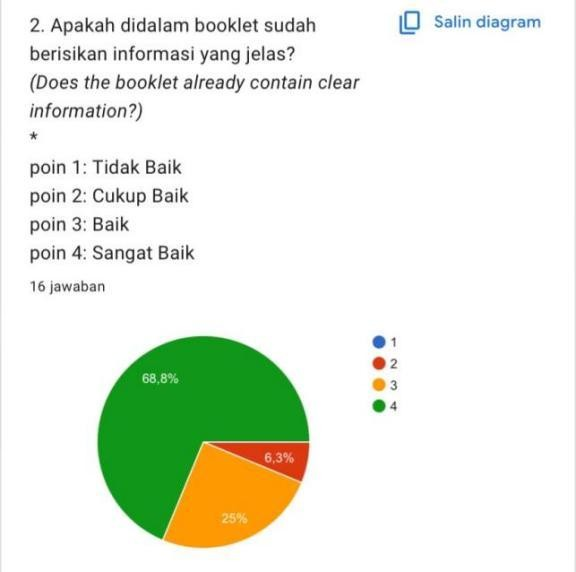 2. Apakah didalam booklet sudah
berisikan informasi yang jelas?
(Does the booklet already contain clear
information?)
*
Salin diagram
poin 1: Tidak Baik
poin 2: Cukup Baik
poin 3: Baik
poin 4: Sangat Baik
16 jawaban
1
2
3
4
68,8%
6,3%
25%